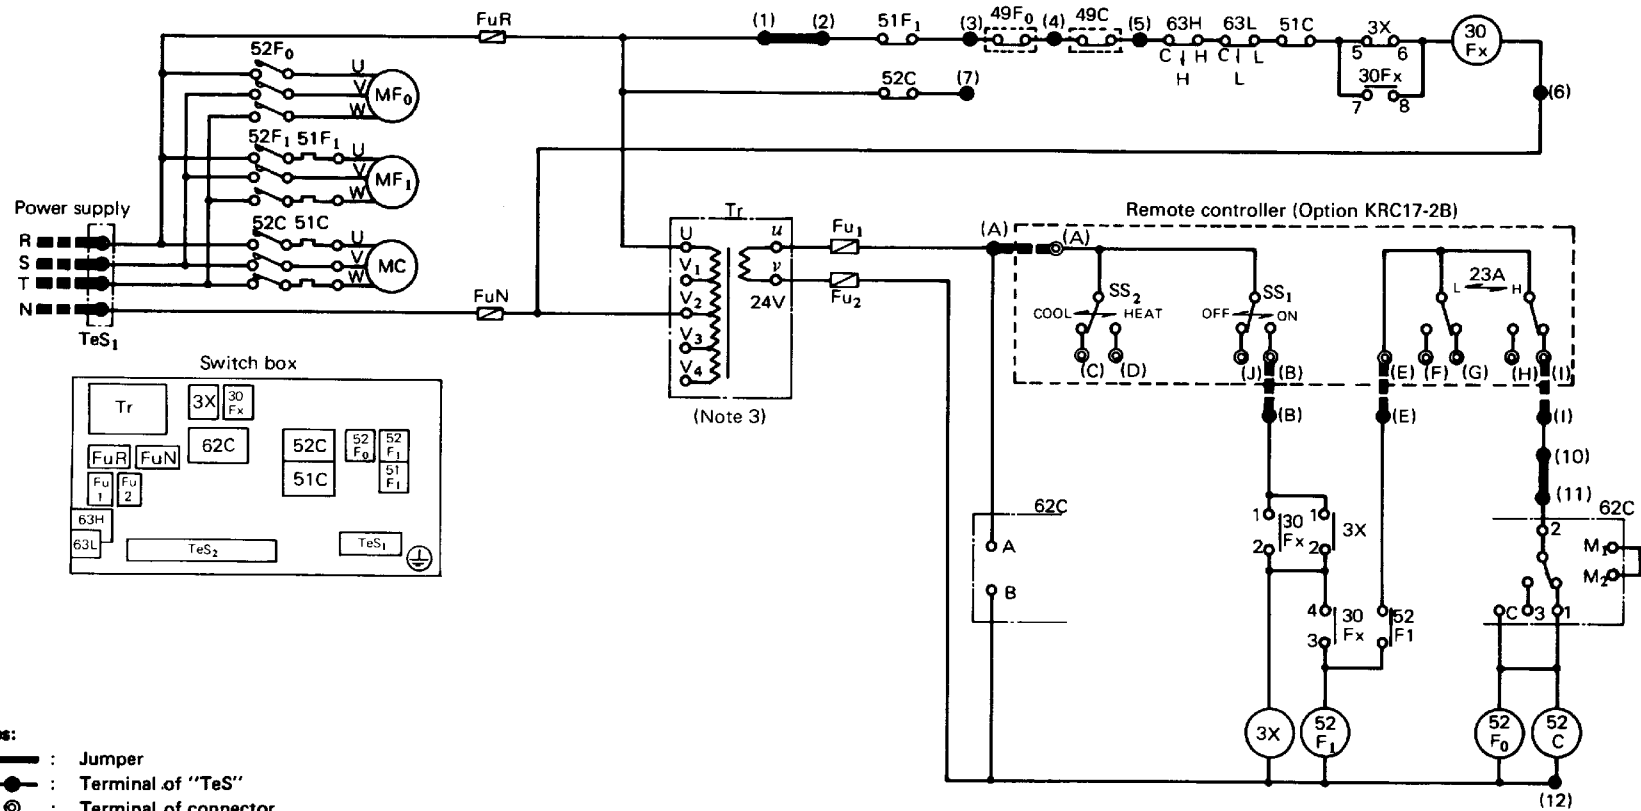 FuR
(1) (2) 51F1 (3) 49F0 (4) 49C (5) 63H 63L 51C 3X 30 Fx
C H C L 5 6
H L
30Fx
7 8
(6)
52C (7)
52F0
U
V
W
MF0
52F1 51F1
U
V
W
MF1
52C 51C
U
V
W
MC
Power supply
R
S
T
N
TeS1
FuN
Tr
U
V1
V2
V3
V4
u
v
24V
(Note 3)
Fu1
Fu2
(A) (A)
Remote controller (Option KRC17-2B)
SS2
COOL HEAT
(C) (D)
SS1
OFF ON
(J) (B)
23A
L H
(E) (F) (G) (H) (I)
(B) (E) (I)
(10)
(11)
62C
A
B
1 30 Fx 1 3X
2 2
4 30 Fx 52 F1
3
62C
2
M1
M2
C 3 1
3X
52 F1
52 F0
52 C
(12)
Switch box
Tr
3X
30 Fx
62C
FuR FuN
Fu 1
Fu 2
52C
51C
52 F0
52 F1
51 F1
63H
63L
TeS2
TeS1
es:
: Jumper
: Terminal of "TeS"
: Terminal of connector